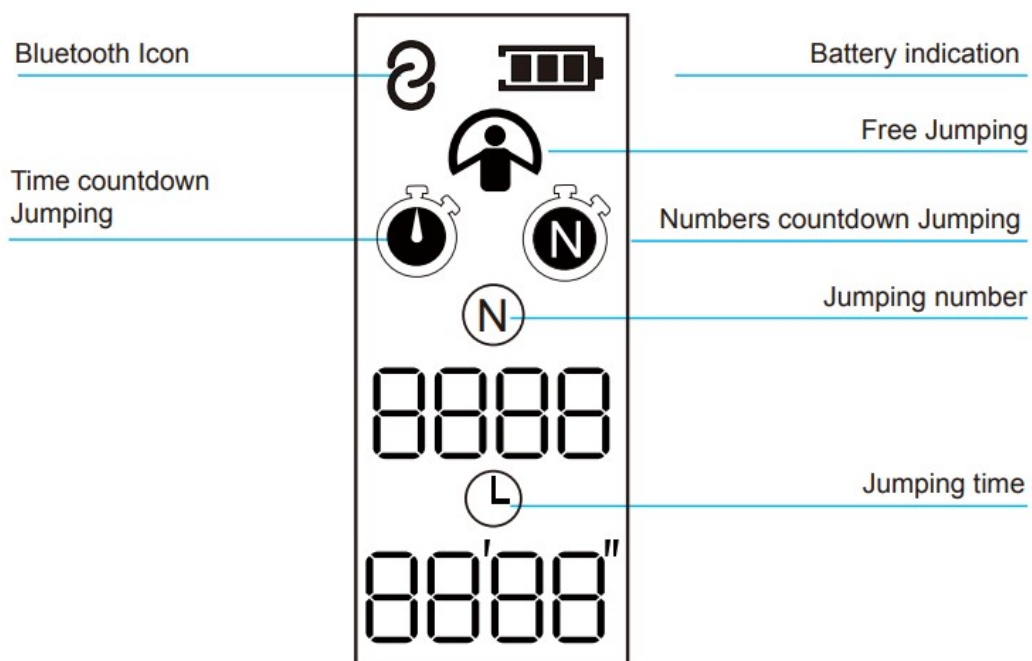 Bluetooth Icon
Battery indication
Free Jumping
Time countdown
Jumping
Numbers countdown Jumping
N
Jumping number
N
8888
Jumping time
88'88"